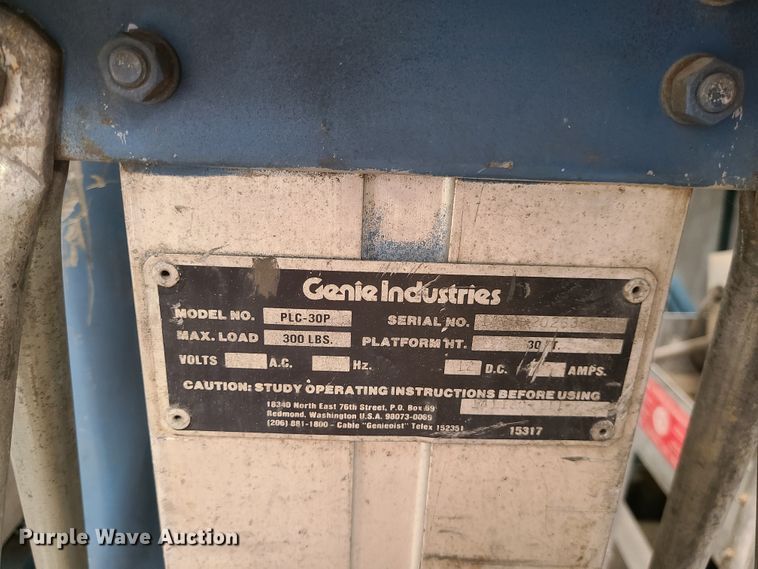 Genie Industries
MODEL NO. PLC-30P SERIAL NO.
MAX. LOAD 300 LBS. PLATFORM HT. 30 FT.
VOLTS A.C. Hz. 12 D.C. AMPS.
CAUTION: STUDY OPERATING INSTRUCTIONS BEFORE USING
18340 North East 76th Street, P.O. Box 69
Redmond, Washington U.S.A. 98073-0069
(206) 881-1800 - Cable "Genieoist" Telex 152351
15317
Purple Wave Auction